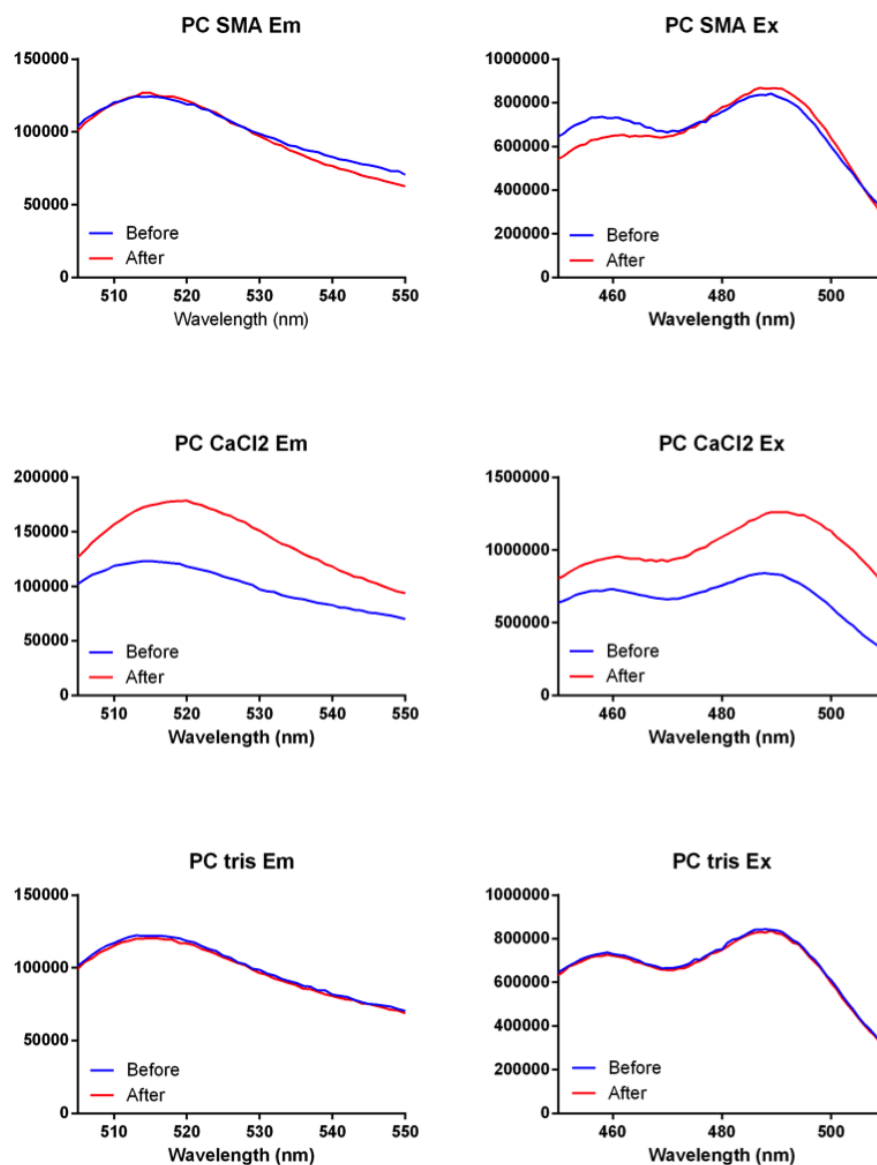 PC SMA Em
150000
100000
50000
0
Before
After
510 520 530 540 550
Wavelength (nm)
PC SMA Ex
1000000
800000
600000
400000
200000
0
Before
After
460 480 500
Wavelength (nm)
PC CaCl2 Em
200000
150000
100000
50000
0
Before
After
510 520 530 540 550
Wavelength (nm)
PC CaCl2 Ex
1500000
1000000
500000
0
Before
After
460 480 500
Wavelength (nm)
PC tris Em
150000
100000
50000
0
Before
After
510 520 530 540 550
Wavelength (nm)
PC tris Ex
1000000
800000
600000
400000
200000
0
Before
After
460 480 500
Wavelength (nm)